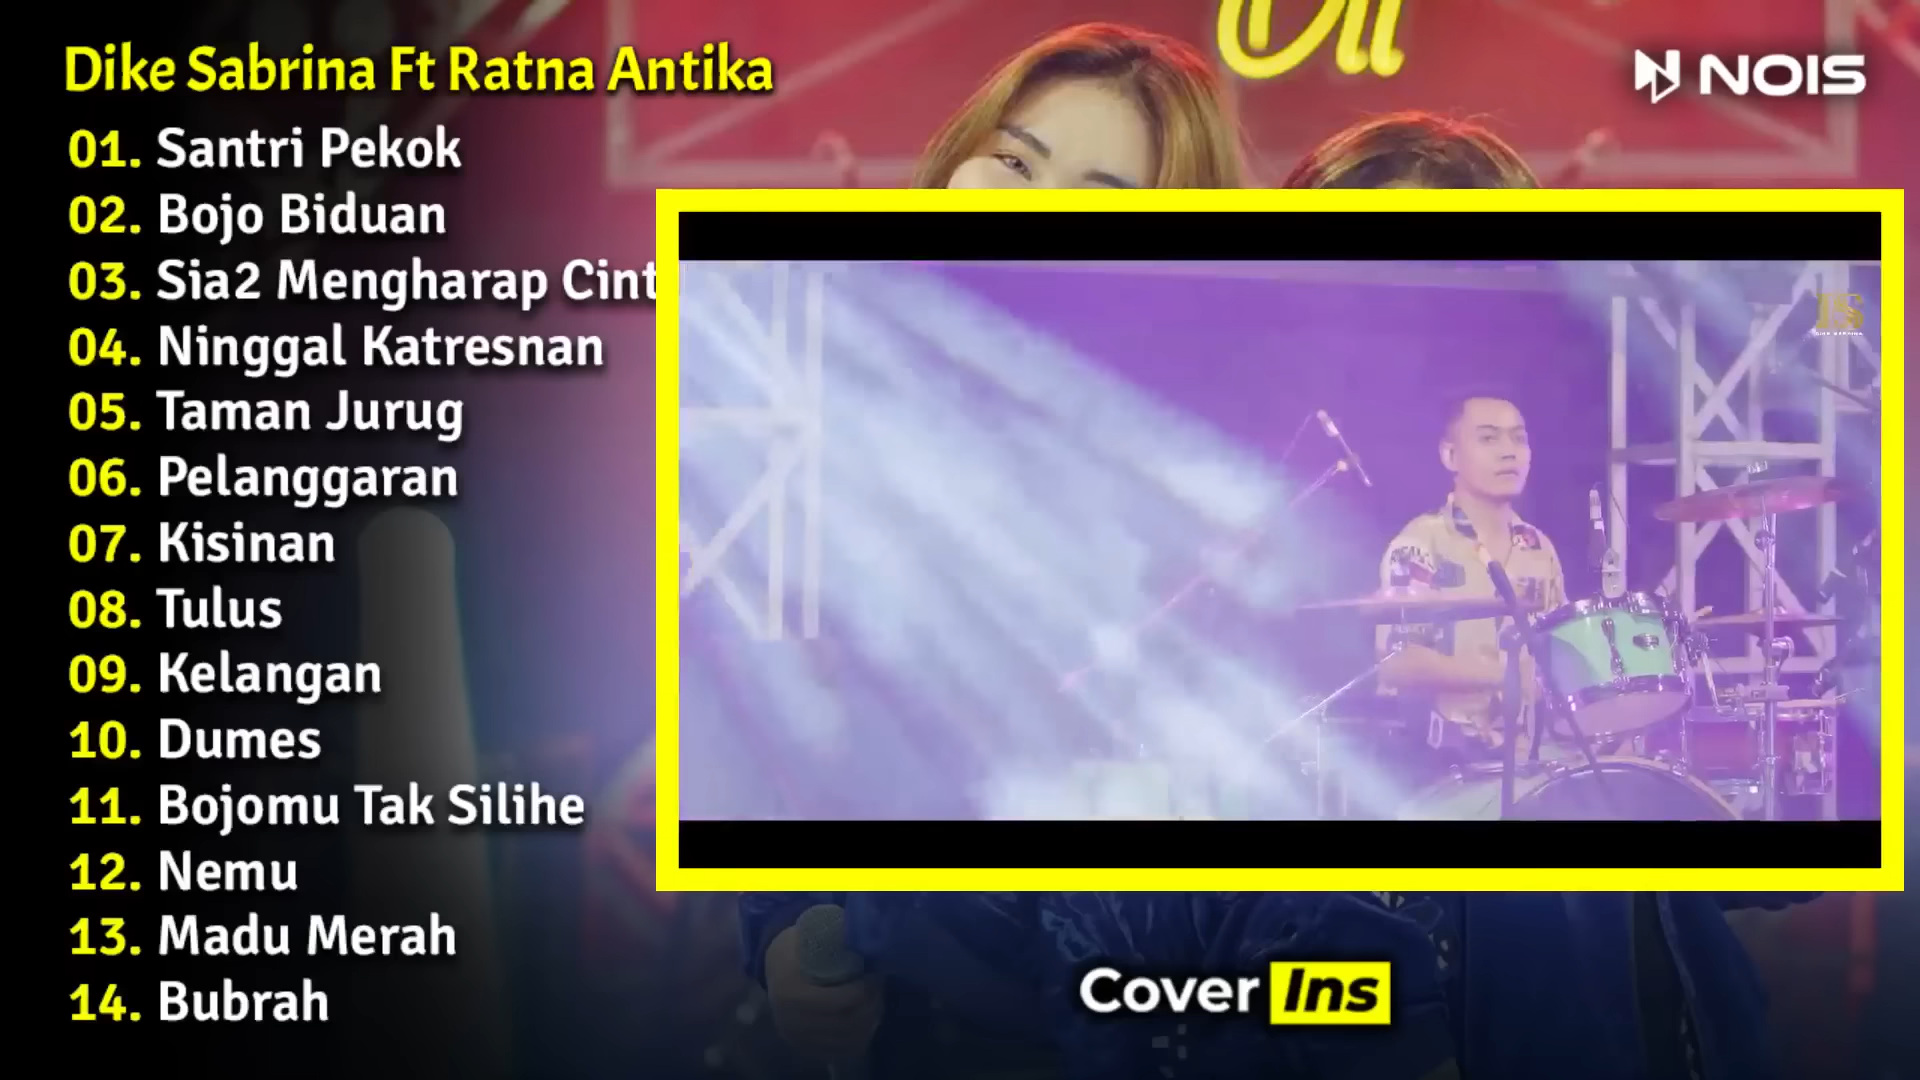 Dike Sabrina Ft Ratna Antika
NOIS
01. Santri Pekok
02. Bojo Biduan
03. Sia2 Mengharap Cint
04. Ninggal Katresnan
05. Taman Jurug
06. Pelanggaran
07. Kisinan
08. Tulus
09. Kelangan
10. Dumes
11. Bojomu Tak Silihe
12. Nemu
13. Madu Merah
14. Bubrah
Cover Ins